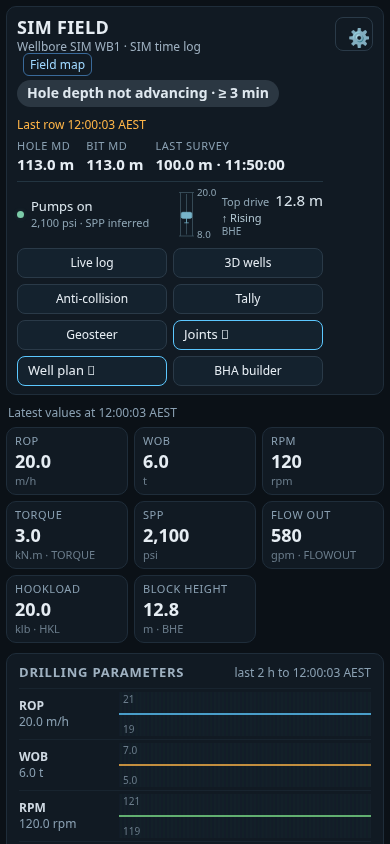 SIM FIELD
Wellbore SIM WB1 · SIM time log
Field map
Hole depth not advancing · ≥ 3 min
Last row 12:00:03 AEST
HOLE MD BIT MD LAST SURVEY
113.0 m 113.0 m 100.0 m · 11:50:00
Pumps on
2,100 psi · SPP inferred
20.0
8.0
Top drive 12.8 m
↑ Rising
BHE
Live log 3D wells
Anti-collision Tally
Geosteer Joints
Well plan BHA builder
Latest values at 12:00:03 AEST
ROP WOB RPM
20.0 6.0 120
m/h t rpm
TORQUE SPP FLOW OUT
3.0 2,100 580
kN.m · TORQUE psi gpm · FLOWOUT
HOOKLOAD BLOCK HEIGHT
20.0 12.8
klb · HKL m · BHE
DRILLING PARAMETERS last 2 h to 12:00:03 AEST
ROP
20.0 m/h
21
19
WOB
6.0 t
7.0
5.0
RPM
120.0 rpm
121
119